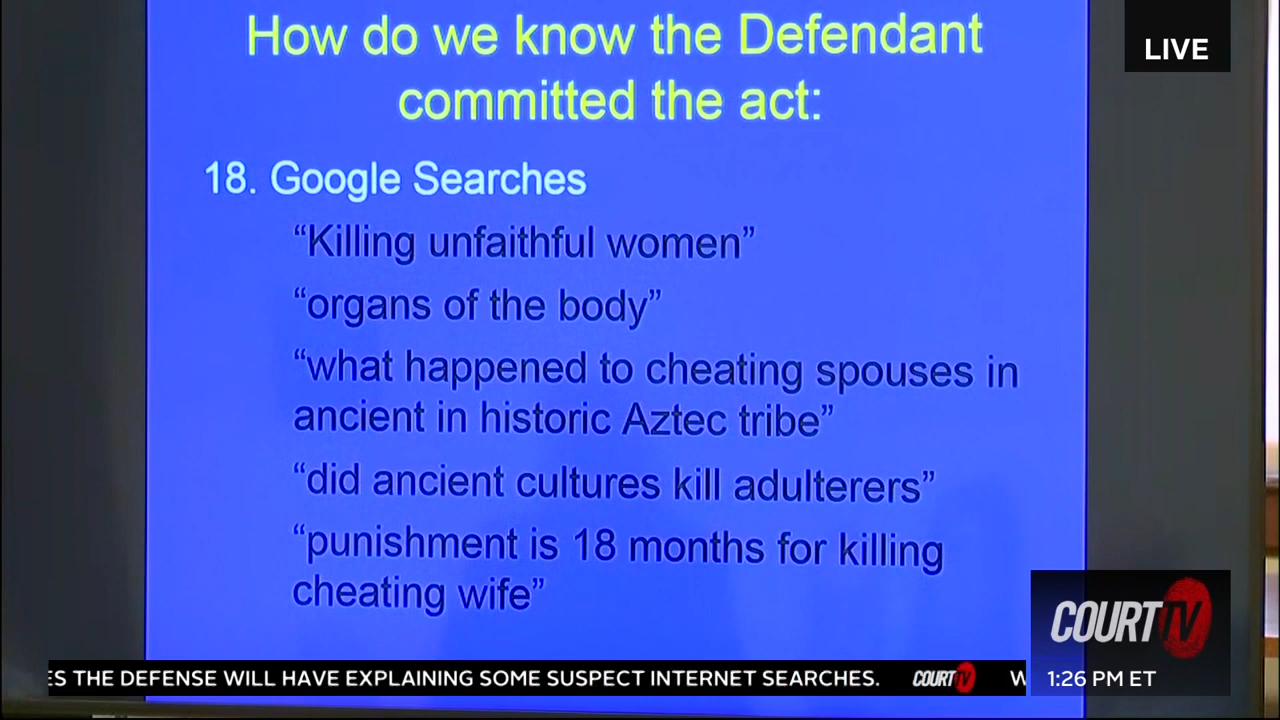 How do we know the Defendant
committed the act:
LIVE
18. Google Searches
“Killing unfaithful women”
“organs of the body”
“what happened to cheating spouses in
ancient in historic Aztec tribe”
“did ancient cultures kill adulterers”
“punishment is 18 months for killing
cheating wife”
COURT TV
THE DEFENSE WILL HAVE EXPLAINING SOME SUSPECT INTERNET SEARCHES. COURT TV
1:26 PM ET